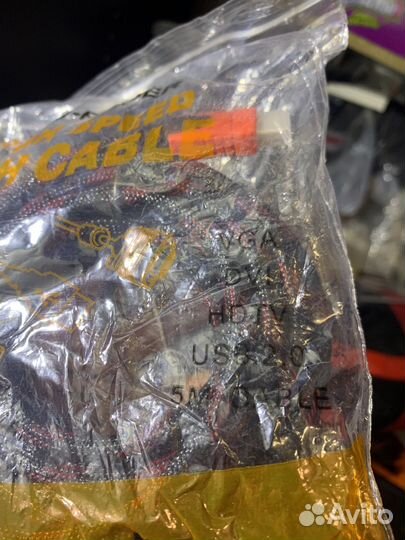 SPEED
CABLE
VGA
DVI
HDTV
USB 2.0
5M CABLE
Avito